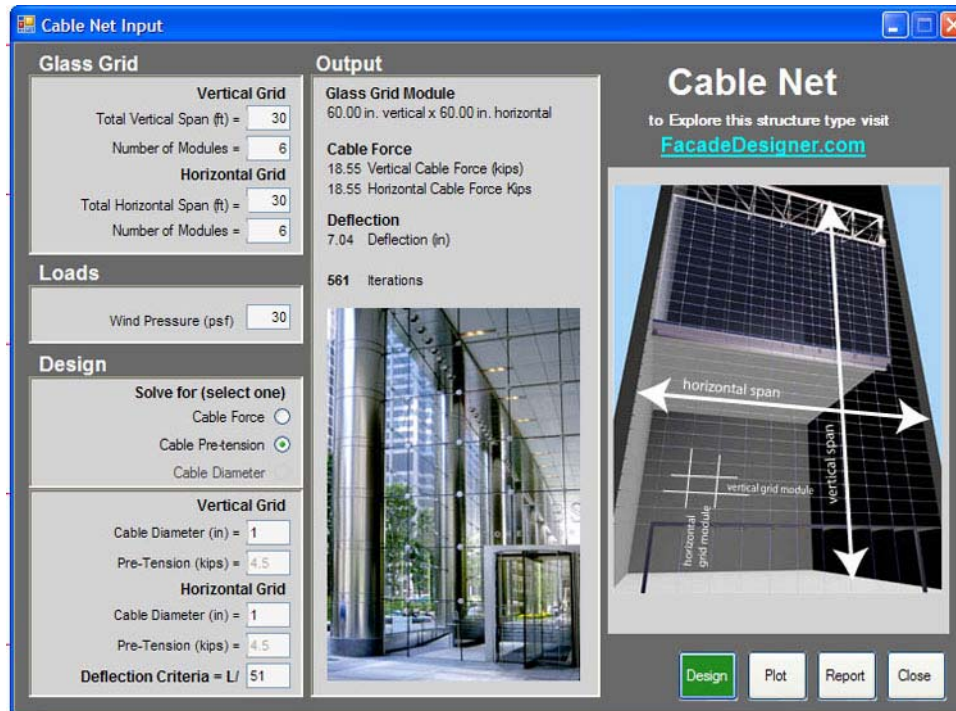 Cable Net Input
Glass Grid
Vertical Grid
Total Vertical Span (ft) = 30
Number of Modules = 6
Horizontal Grid
Total Horizontal Span (ft) = 30
Number of Modules = 6
Loads
Wind Pressure (psf) 30
Design
Solve for (select one)
Cable Force
Cable Pre-tension
Cable Diameter
Vertical Grid
Cable Diameter (in) = 1
Pre-Tension (kips) = 4.5
Horizontal Grid
Cable Diameter (in) = 1
Pre-Tension (kips) = 4.5
Deflection Criteria = L/ 51
Output
Glass Grid Module
60.00 in. vertical x 60.00 in. horizontal
Cable Force
18.55 Vertical Cable Force (kips)
18.55 Horizontal Cable Force Kips
Deflection
7.04 Deflection (in)
561 Iterations
Cable Net
to Explore this structure type visit
FacadeDesigner.com
horizontal span
vertical span
vertical grid module
horizontal
grid module
Design
Plot
Report
Close